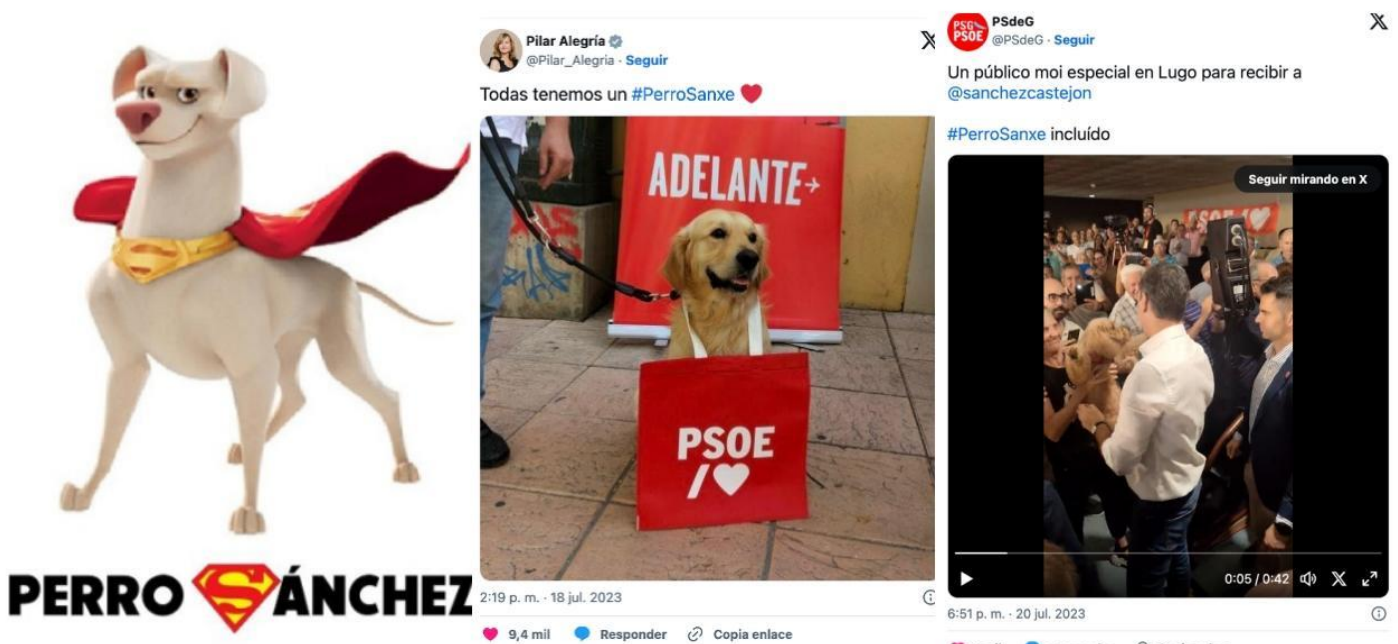 PERRO SÁNCHEZ
Pilar Alegría
@Pilar_Alegria · Seguir
Todas tenemos un #PerroSanxe ❤️
ADELANTE→
PSOE
2:19 p. m. · 18 jul. 2023
9,4 mil Responder Copia enlace
PSG PSOE
PSdeG
@PSdeG · Seguir
Un público moi especial en Lugo para recibir a
@sanchezcastejon
#PerroSanxe incluído
Seguir mirando en X
0:05 / 0:42
6:51 p. m. · 20 jul. 2023